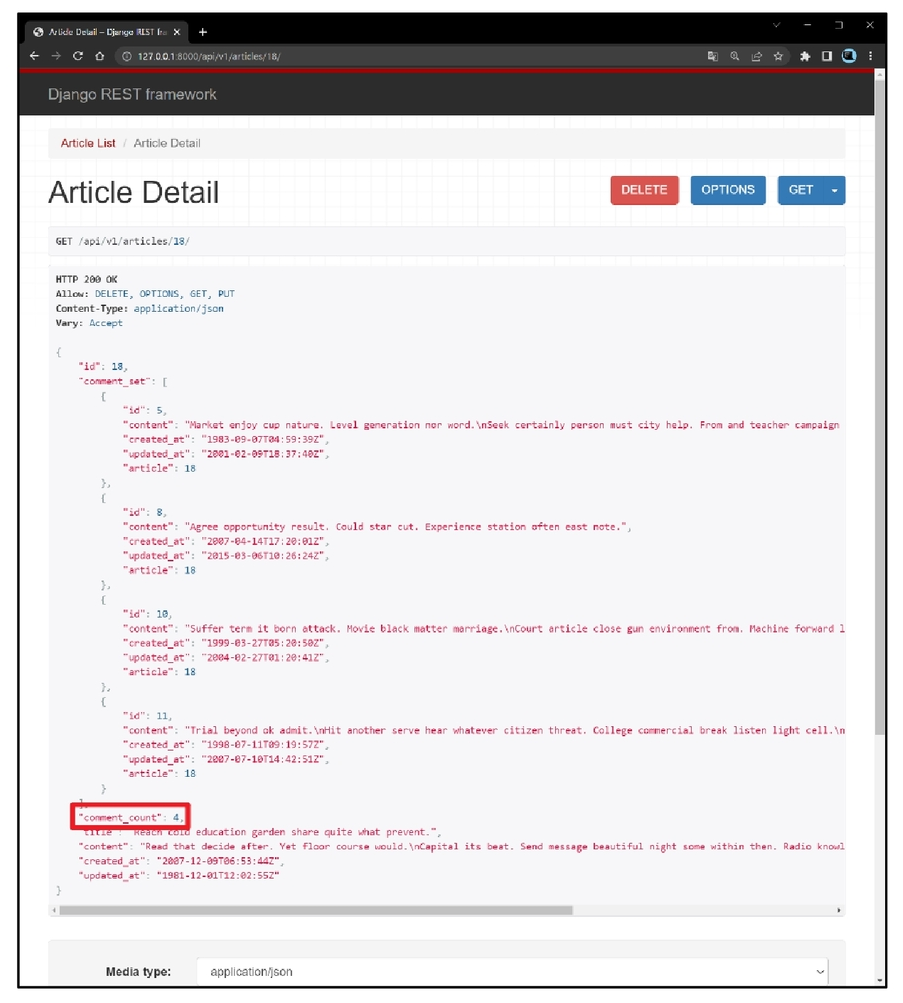 Article Detail – Django REST fra
127.0.0.1:8000/api/v1/articles/18/
Django REST framework
Article List / Article Detail
Article Detail
DELETE
OPTIONS
GET
GET /api/v1/articles/18/
HTTP 200 OK
Allow: DELETE, OPTIONS, GET, PUT
Content-Type: application/json
Vary: Accept
{
"id": 18,
"comment_set": [
{
"id": 5,
"content": "Market enjoy cup nature. Level generation nor word.\nSeek certainly person must city help. From and teacher campaign
"created_at": "1983-09-07T04:59:39Z",
"updated_at": "2001-02-09T18:37:40Z",
"article": 18
},
{
"id": 8,
"content": "Agree opportunity result. Could star cut. Experience station often east note.",
"created_at": "2007-04-14T17:20:01Z",
"updated_at": "2015-03-06T10:26:24Z",
"article": 18
},
{
"id": 10,
"content": "Suffer term it born attack. Movie black matter marriage.\nCourt article close gun environment from. Machine forward l
"created_at": "1999-03-27T05:20:50Z",
"updated_at": "2004-02-27T01:20:41Z",
"article": 18
},
{
"id": 11,
"content": "Trial beyond ok admit.\nHit another serve hear whatever citizen threat. College commercial break listen light cell.\n
"created_at": "1998-07-11T09:19:57Z",
"updated_at": "2007-07-10T14:42:51Z",
"article": 18
}
],
"comment_count": 4,
"title": "Reach cold education garden share quite what prevent.",
"content": "Read that decide after. Yet floor course would.\nCapital its beat. Send message beautiful night some within then. Radio knowl
"created_at": "2007-12-09T06:53:44Z",
"updated_at": "1981-12-01T12:02:55Z"
}
Media type: application/json